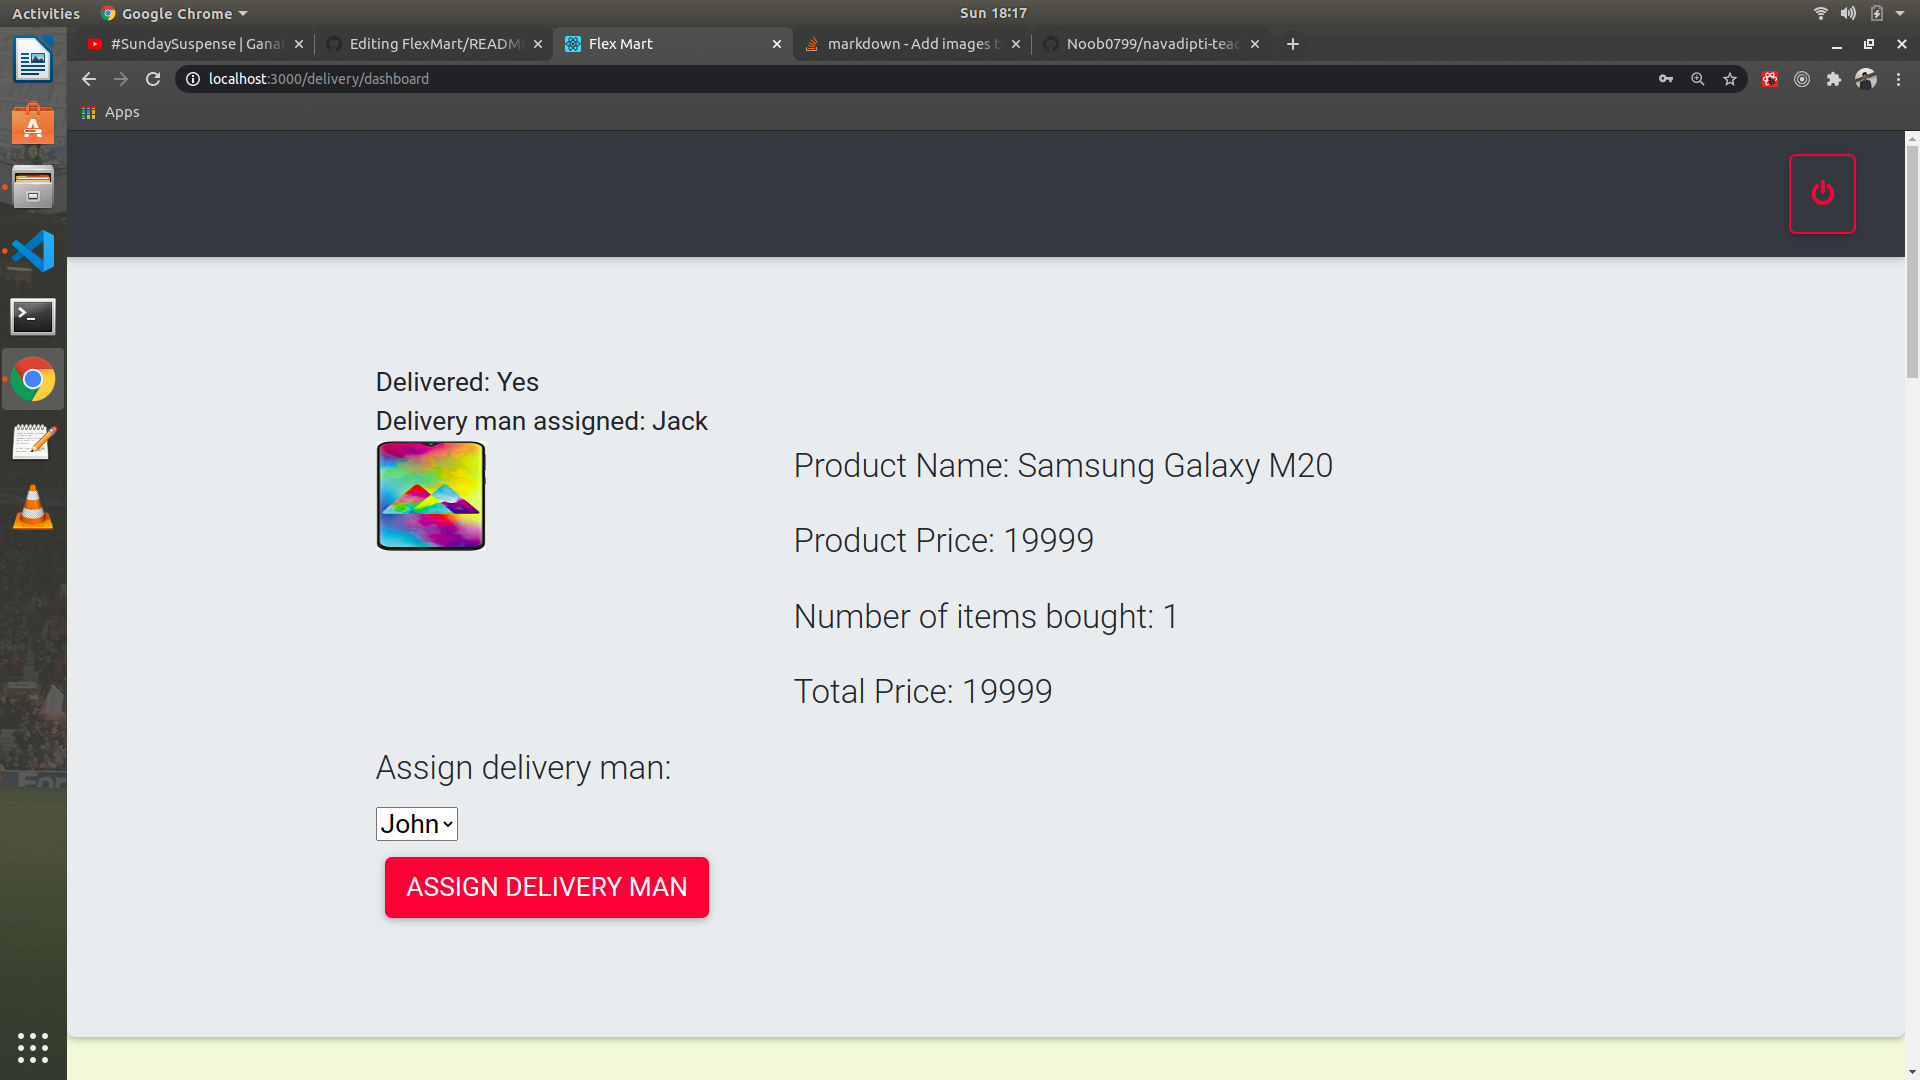 Activities
Google Chrome
Sun 18:17
#SundaySuspense | Gana
Editing FlexMart/README
Flex Mart
markdown - Add images t
Noob0799/navadipti-teac
localhost:3000/delivery/dashboard
Apps
Delivered: Yes
Delivery man assigned: Jack
Product Name: Samsung Galaxy M20
Product Price: 19999
Number of items bought: 1
Total Price: 19999
Assign delivery man:
John
ASSIGN DELIVERY MAN